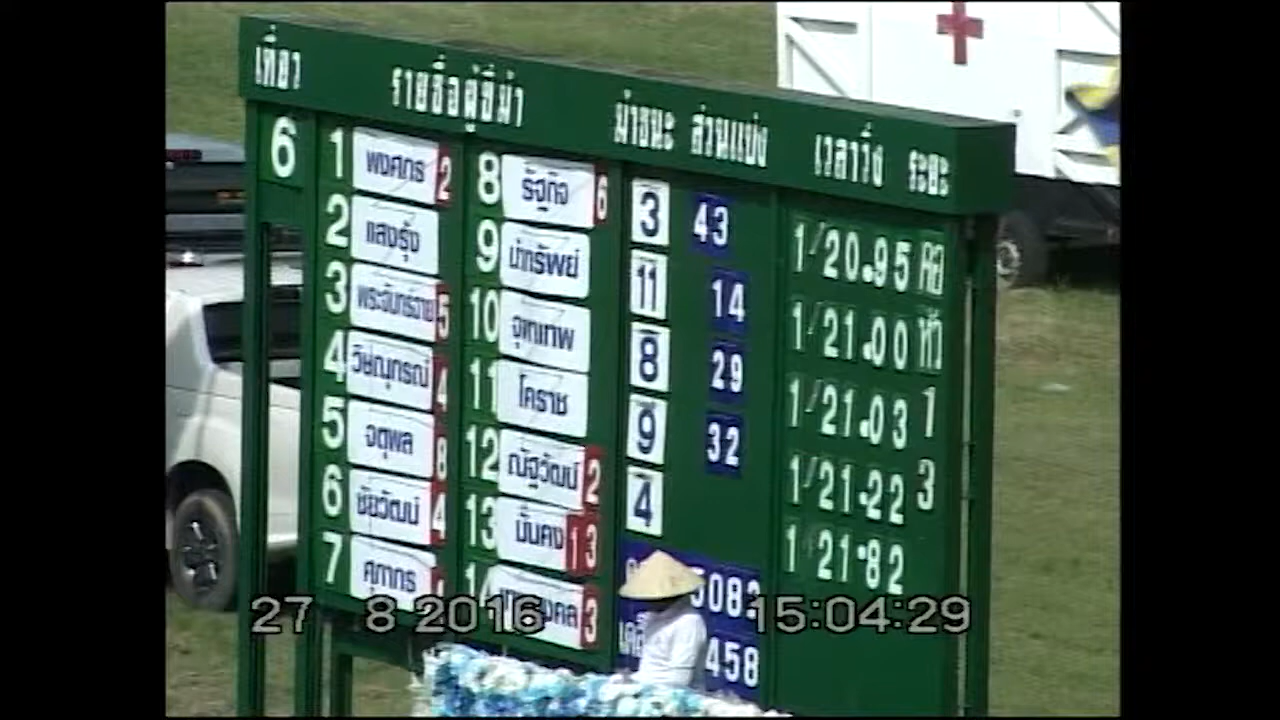 เที่ยว รายชื่อผู้ขี่ม้า ม้าชนะ ส่วนแบ่ง เวลาวิ่ง ระยะ
6
1 พงศกร 2
2 แสงรุ้ง
3 5
4 วิษณุกรณ์ 4
5 จตุพล 8
6 ชัยวัฒน์ 4
7 ศุภกร
8 รัฐกิจ 6
9 นำทรัพย์
10 จุฑเทพ
11 โคราช
12 ณัฐวัฒน์ 2
13 มั่นคง 13
14 3
3 43 1/20.95 คอ
11 14 1/21.00 หัว
8 29 1/21.03 1
9 32 1/21.22 3
4 1 21.82
458
27 8 2016 15:04:29